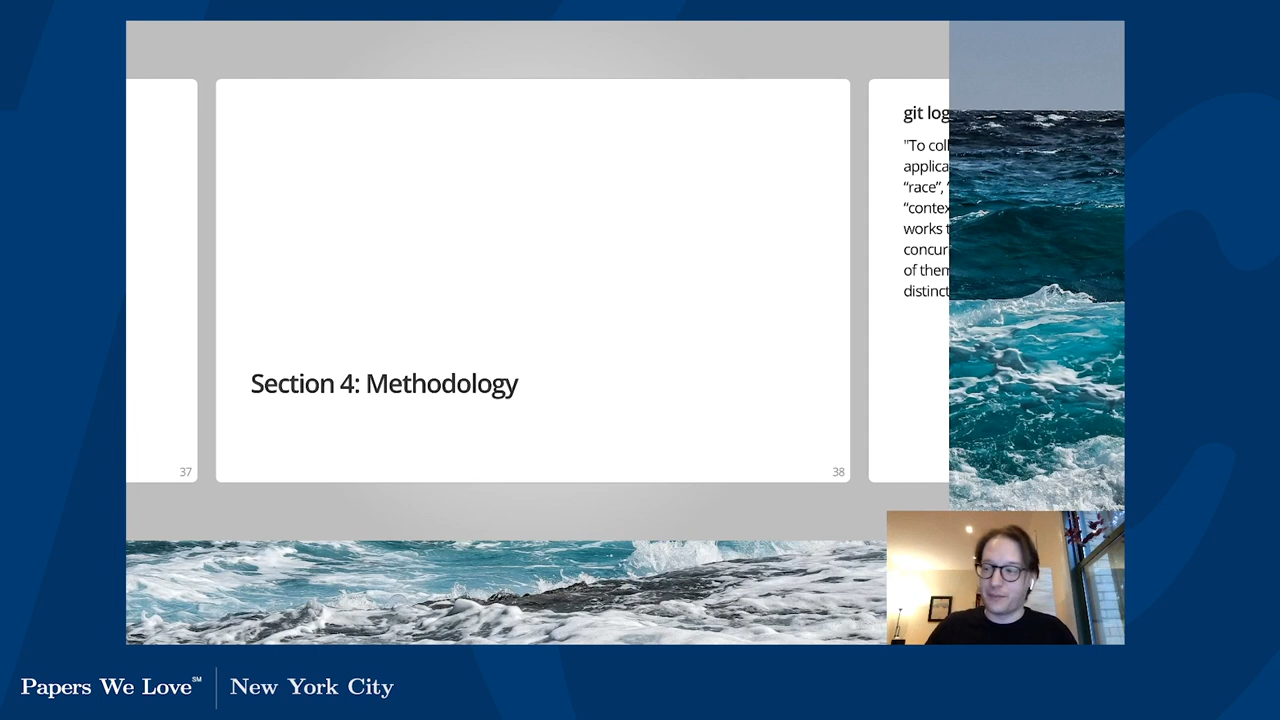 37
Section 4: Methodology
38
git log
"To coll
applica
“race”, “
“contex
works t
concur
of them
distinct
Papers We Love℠
New York City